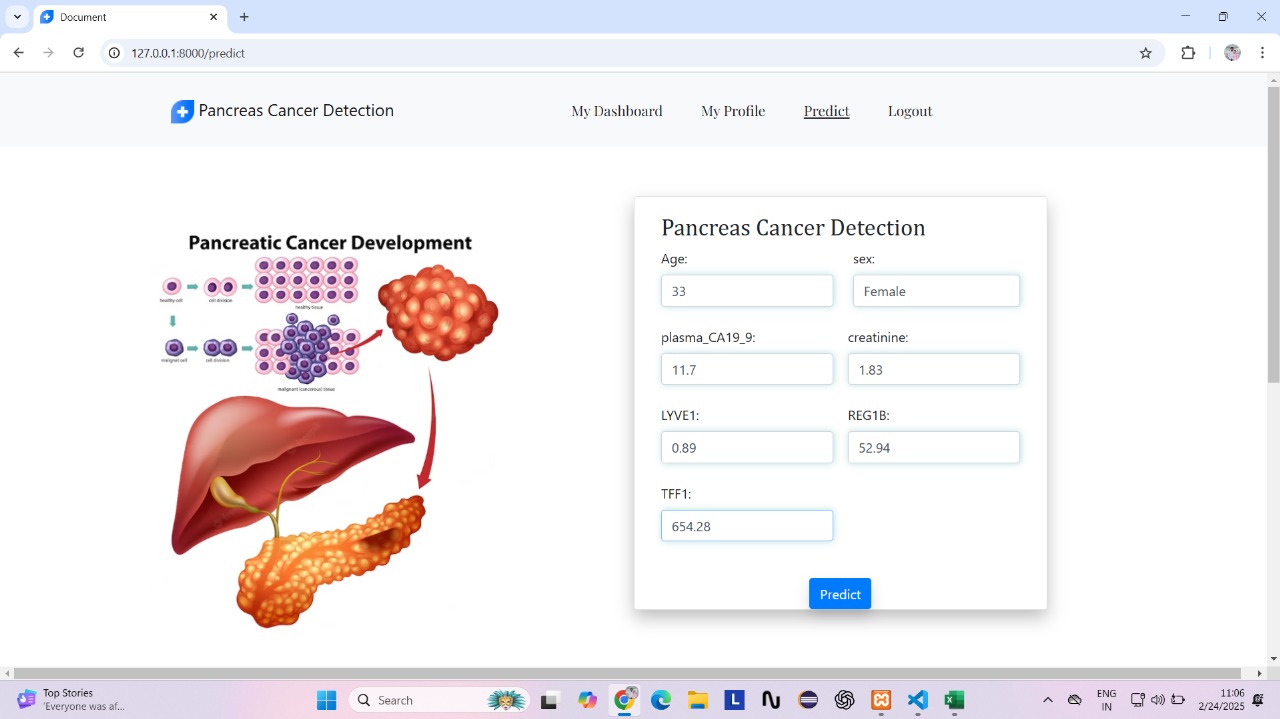 Document
127.0.0.1:8000/predict
Pancreas Cancer Detection
My Dashboard My Profile Predict Logout
Pancreatic Cancer Development
healthy cell
cell division
healthy tissue
malignant cell
cell division
malignant (cancerous) tissue
Pancreas Cancer Detection
Age: sex:
33 Female
plasma_CA19_9: creatinine:
11.7 1.83
LYVE1: REG1B:
0.89 52.94
TFF1:
654.28
Predict
Top Stories
'Everyone was af...
Search
ENG
IN
11:06
2/24/2025